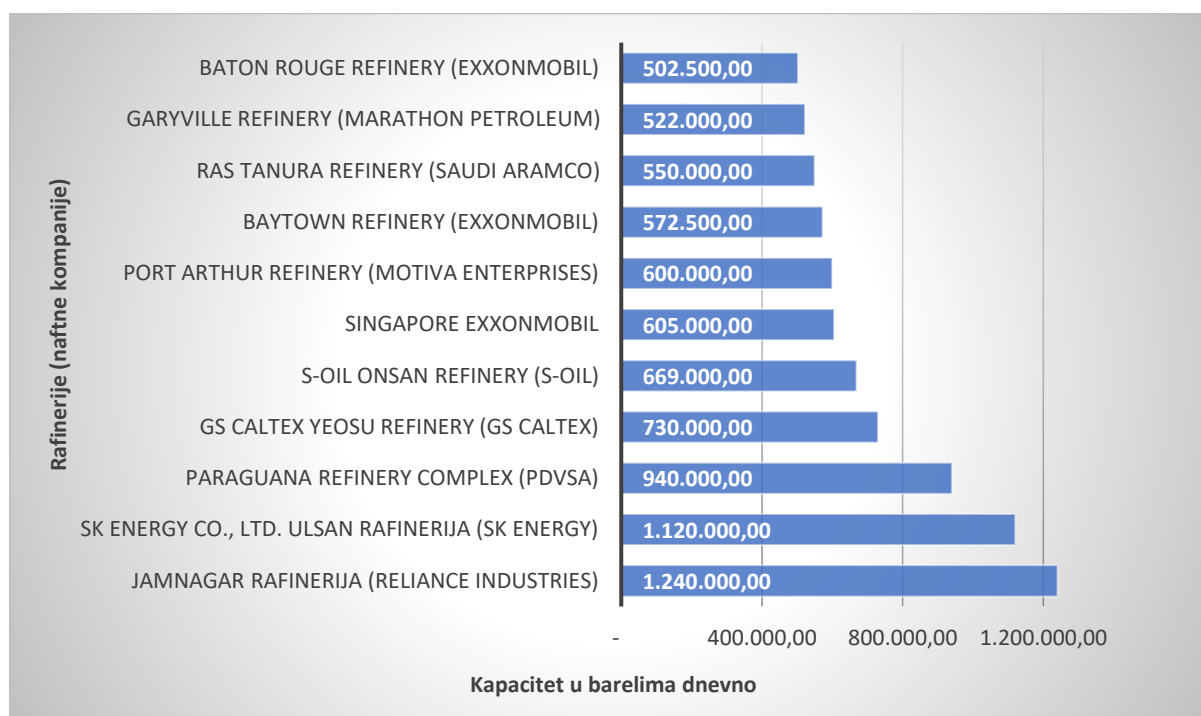 Rafinerije (naftne kompanije)
BATON ROUGE REFINERY (EXXONMOBIL) 502.500,00
GARYVILLE REFINERY (MARATHON PETROLEUM) 522.000,00
RAS TANURA REFINERY (SAUDI ARAMCO) 550.000,00
BAYTOWN REFINERY (EXXONMOBIL) 572.500,00
PORT ARTHUR REFINERY (MOTIVA ENTERPRISES) 600.000,00
SINGAPORE EXXONMOBIL 605.000,00
S-OIL ONSAN REFINERY (S-OIL) 669.000,00
GS CALTEX YEOSU REFINERY (GS CALTEX) 730.000,00
PARAGUANA REFINERY COMPLEX (PDVSA) 940.000,00
SK ENERGY CO., LTD. ULSAN RAFINERIJA (SK ENERGY) 1.120.000,00
JAMNAGAR RAFINERIJA (RELIANCE INDUSTRIES) 1.240.000,00
- 400.000,00 800.000,00 1.200.000,00
Kapacitet u barelima dnevno